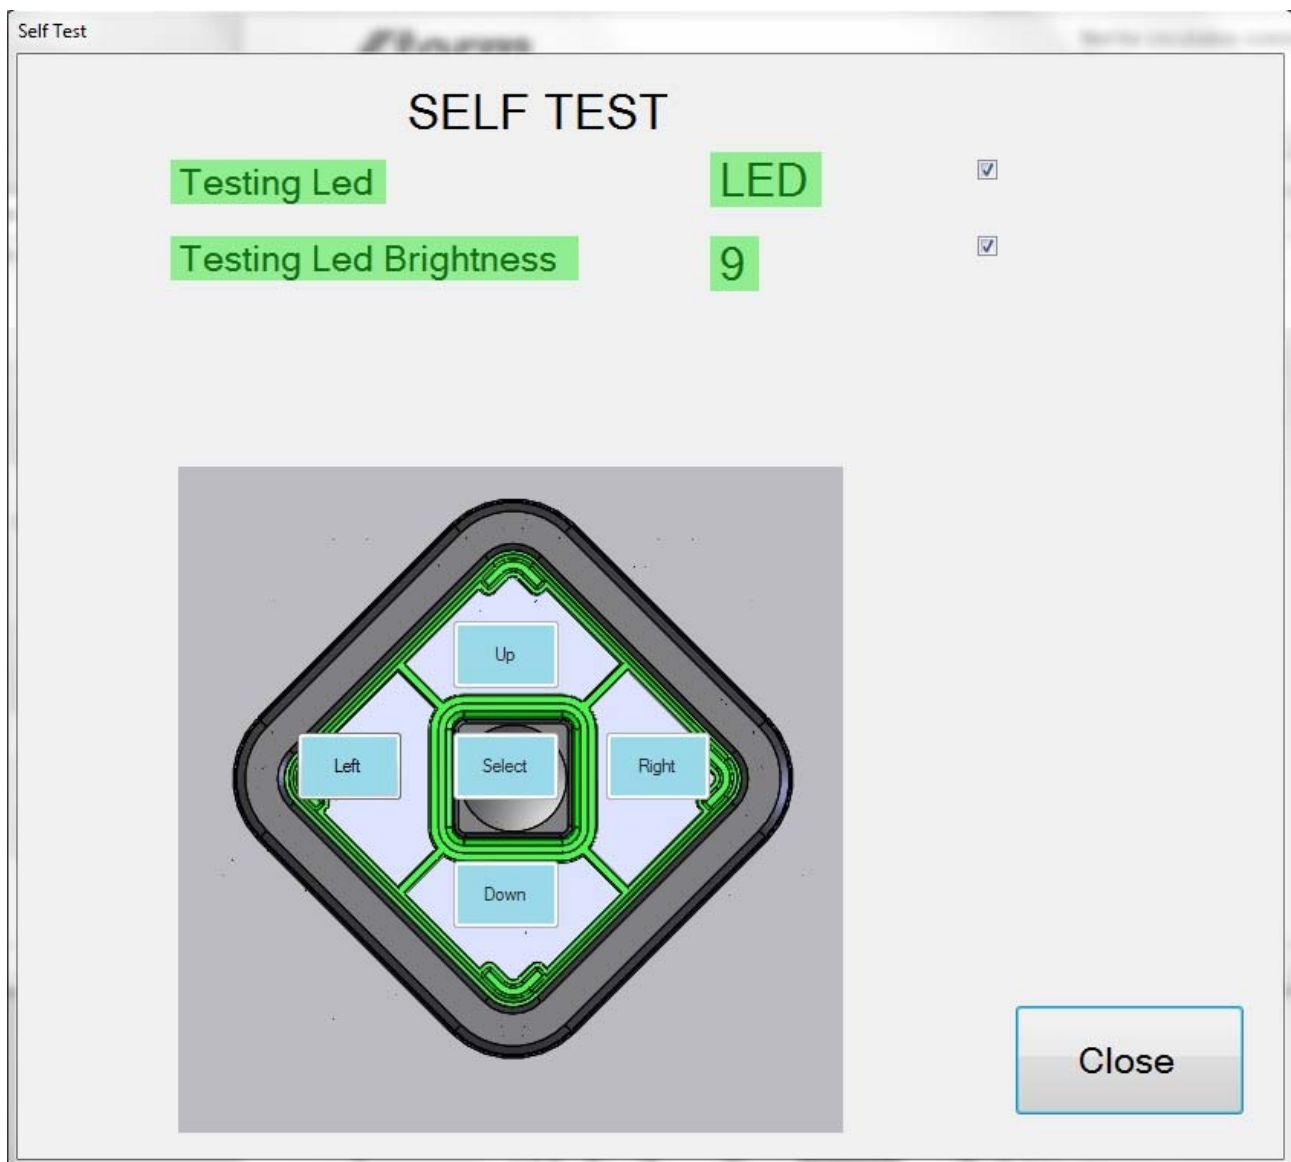 Self Test
SELF TEST
Testing Led LED
Testing Led Brightness 9
Up
Left Select Right
Down
Close